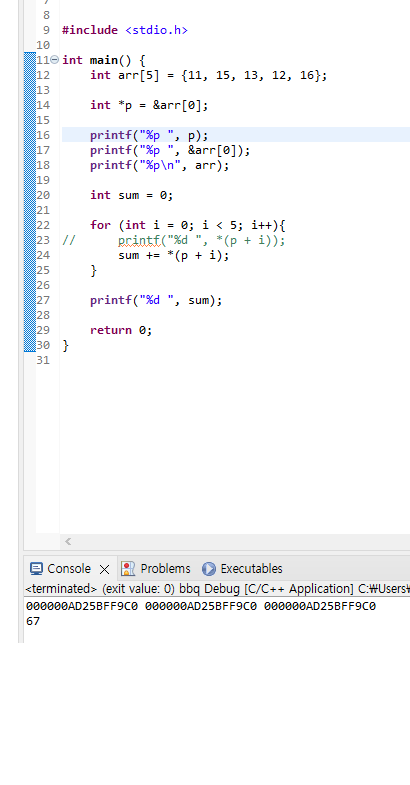 7
8
9 #include <stdio.h>
10
11 int main() {
12 int arr[5] = {11, 15, 13, 12, 16};
13
14 int *p = &arr[0];
15
16 printf("%p ", p);
17 printf("%p ", &arr[0]);
18 printf("%p\n", arr);
19
20 int sum = 0;
21
22 for (int i = 0; i < 5; i++){
23 // printf("%d ", *(p + i));
24 sum += *(p + i);
25 }
26
27 printf("%d ", sum);
28
29 return 0;
30 }
31
Console Problems Executables
<terminated> (exit value: 0) bbq Debug [C/C++ Application] C:₩Users₩
000000AD25BFF9C0 000000AD25BFF9C0 000000AD25BFF9C0
67